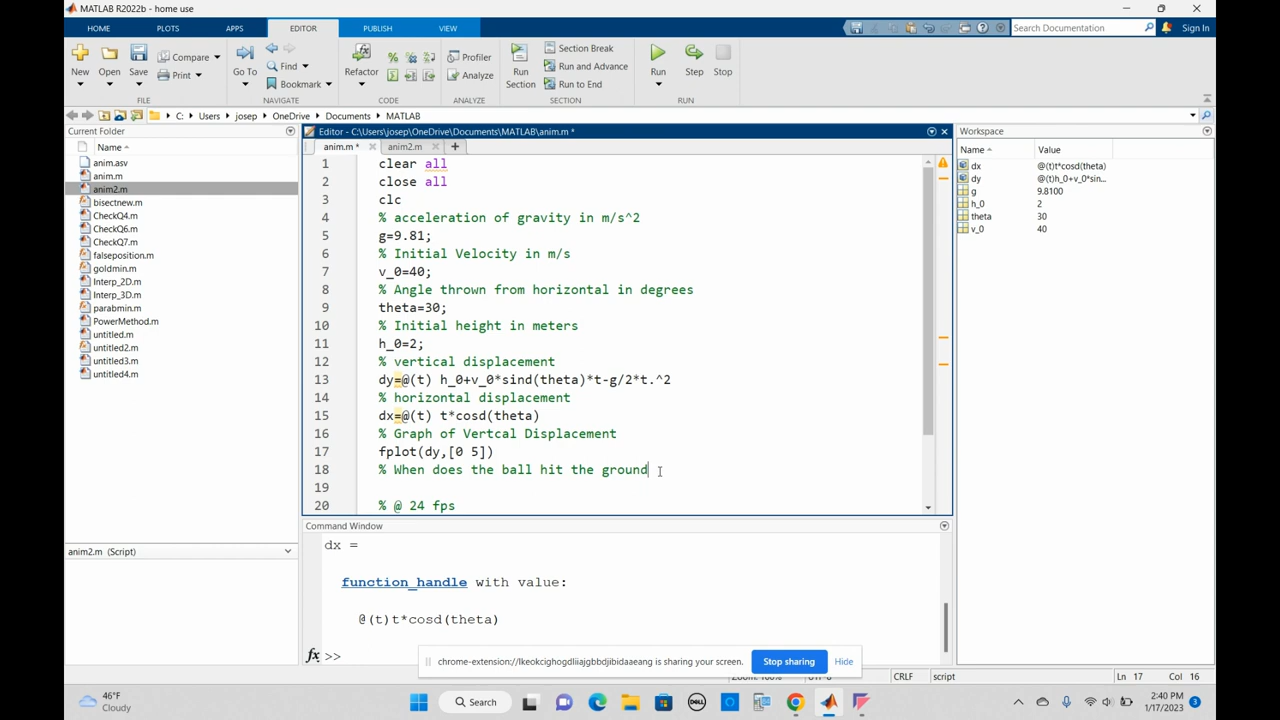 MATLAB R2022b - home use
HOME PLOTS APPS EDITOR PUBLISH VIEW Search Documentation Sign In
New Open Save Compare Print Go To Find Bookmark Refactor Profiler Analyze Run Section Section Break Run and Advance Run to End Run Step Stop
FILE NAVIGATE CODE ANALYZE SECTION RUN
C: Users josep OneDrive Documents MATLAB
Current Folder
Name
anim.asv
anim.m
anim2.m
bisectnew.m
CheckQ4.m
CheckQ6.m
CheckQ7.m
falseposition.m
goldmin.m
Interp_2D.m
Interp_3D.m
parabmin.m
PowerMethod.m
untitled.m
untitled2.m
untitled3.m
untitled4.m
anim2.m (Script)
Editor - C:\Users\josep\OneDrive\Documents\MATLAB\anim.m *
anim.m * anim2.m
1 clear all
2 close all
3 clc
4 % acceleration of gravity in m/s^2
5 g=9.81;
6 % Initial Velocity in m/s
7 v_0=40;
8 % Angle thrown from horizontal in degrees
9 theta=30;
10 % Initial height in meters
11 h_0=2;
12 % vertical displacement
13 dy=@(t) h_0+v_0*sind(theta)*t-g/2*t.^2
14 % horizontal displacement
15 dx=@(t) t*cosd(theta)
16 % Graph of Vertcal Displacement
17 fplot(dy,[0 5])
18 % When does the ball hit the ground
19
20 % @ 24 fps
Command Window
dx =
function_handle with value:
@(t)t*cosd(theta)
fx >>
Workspace
Name Value
dx @(t)t*cosd(theta)
dy @(t)h_0+v_0*sin...
g 9.8100
h_0 2
theta 30
v_0 40
chrome-extension://lkeokcighogdliiajgbbdjibidaaeang is sharing your screen. Stop sharing Hide
CRLF script Ln 17 Col 16
46°F
Cloudy
Search
DELL
2:40 PM
1/17/2023
3